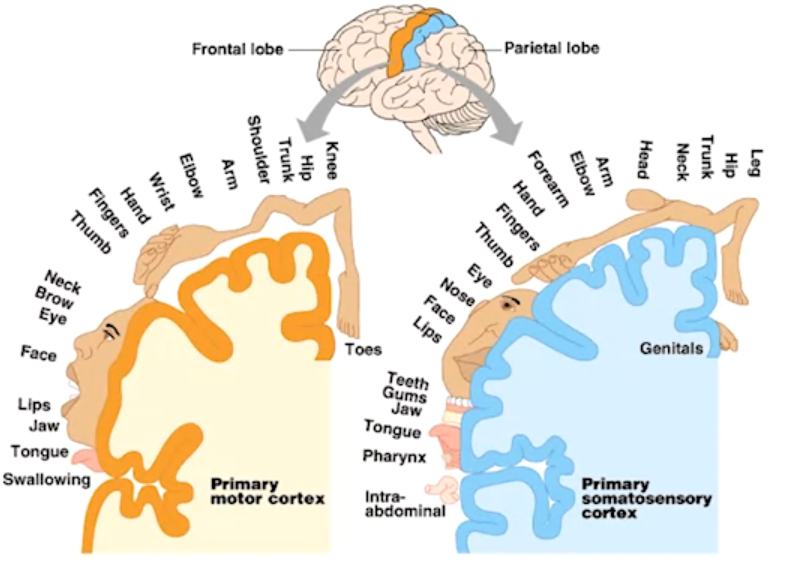 Frontal lobe
Parietal lobe
Swallowing
Tongue
Jaw
Lips
Face
Eye
Brow
Neck
Thumb
Fingers
Hand
Wrist
Elbow
Arm
Shoulder
Trunk
Hip
Knee
Toes
Primary
motor cortex
Intra-
abdominal
Pharynx
Tongue
Jaw
Gums
Teeth
Lips
Face
Nose
Eye
Thumb
Fingers
Hand
Forearm
Elbow
Arm
Head
Neck
Trunk
Hip
Leg
Genitals
Primary
somatosensory
cortex